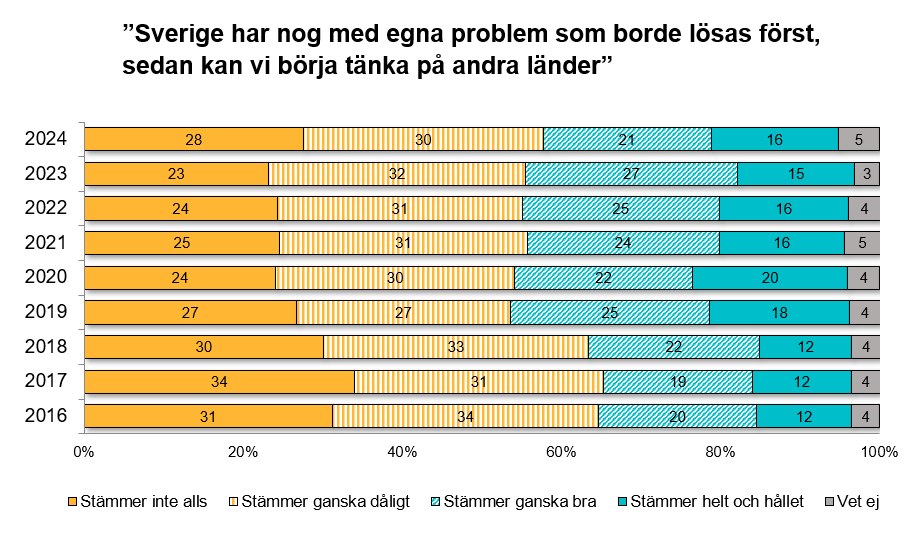 ”Sverige har nog med egna problem som borde lösas först,
sedan kan vi börja tänka på andra länder”
2024 28 30 21 16 5
2023 23 32 27 15 3
2022 24 31 25 16 4
2021 25 31 24 16 5
2020 24 30 22 20 4
2019 27 27 25 18 4
2018 30 33 22 12 4
2017 34 31 19 12 4
2016 31 34 20 12 4
0% 20% 40% 60% 80% 100%
Stämmer inte alls Stämmer ganska dåligt Stämmer ganska bra Stämmer helt och hållet Vet ej